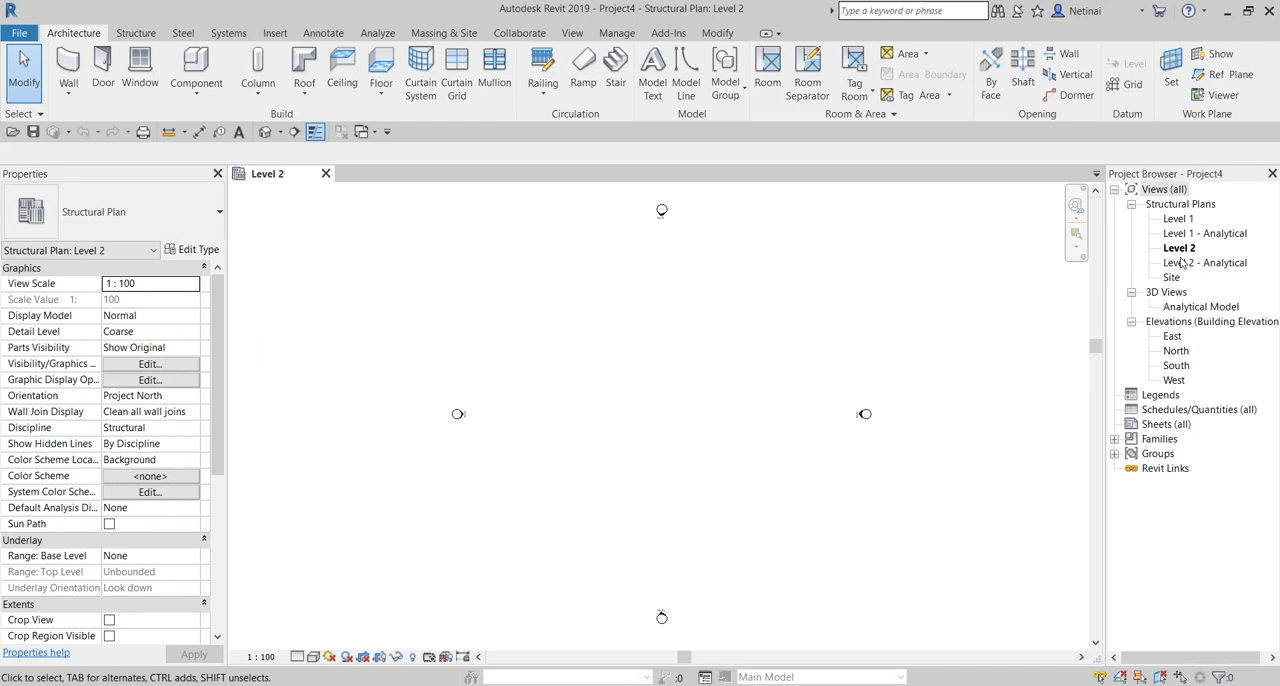 Autodesk Revit 2019 - Project4 - Structural Plan: Level 2
Type a keyword or phrase
Netinai
File Architecture Structure Steel Systems Insert Annotate Analyze Massing & Site Collaborate View Manage Add-Ins Modify
Modify
Wall
Door
Window
Component
Column
Roof
Ceiling
Floor
Curtain System
Curtain Grid
Mullion
Railing
Ramp
Stair
Model Text
Model Line
Model Group
Room
Room Separator
Tag Room
Area
Area Boundary
Tag Area
By Face
Shaft
Wall
Vertical
Dormer
Level
Grid
Set
Show
Ref Plane
Viewer
Select
Build
Circulation
Model
Room & Area
Opening
Datum
Work Plane
Properties
Structural Plan
Structural Plan: Level 2
Edit Type
Graphics
View Scale 1 : 100
Scale Value 1: 100
Display Model Normal
Detail Level Coarse
Parts Visibility Show Original
Visibility/Graphics ... Edit...
Graphic Display Op... Edit...
Orientation Project North
Wall Join Display Clean all wall joins
Discipline Structural
Show Hidden Lines By Discipline
Color Scheme Loca... Background
Color Scheme <none>
System Color Sche... Edit...
Default Analysis Di... None
Sun Path
Underlay
Range: Base Level None
Range: Top Level Unbounded
Underlay Orientation Look down
Extents
Crop View
Crop Region Visible
Properties help
Apply
Level 2
1 : 100
Project Browser - Project4
Views (all)
Structural Plans
Level 1
Level 1 - Analytical
Level 2
Level 2 - Analytical
Site
3D Views
Analytical Model
Elevations (Building Elevation
East
North
South
West
Legends
Schedules/Quantities (all)
Sheets (all)
Families
Groups
Revit Links
Click to select, TAB for alternates, CTRL adds, SHIFT unselects.
:0
Main Model
:0